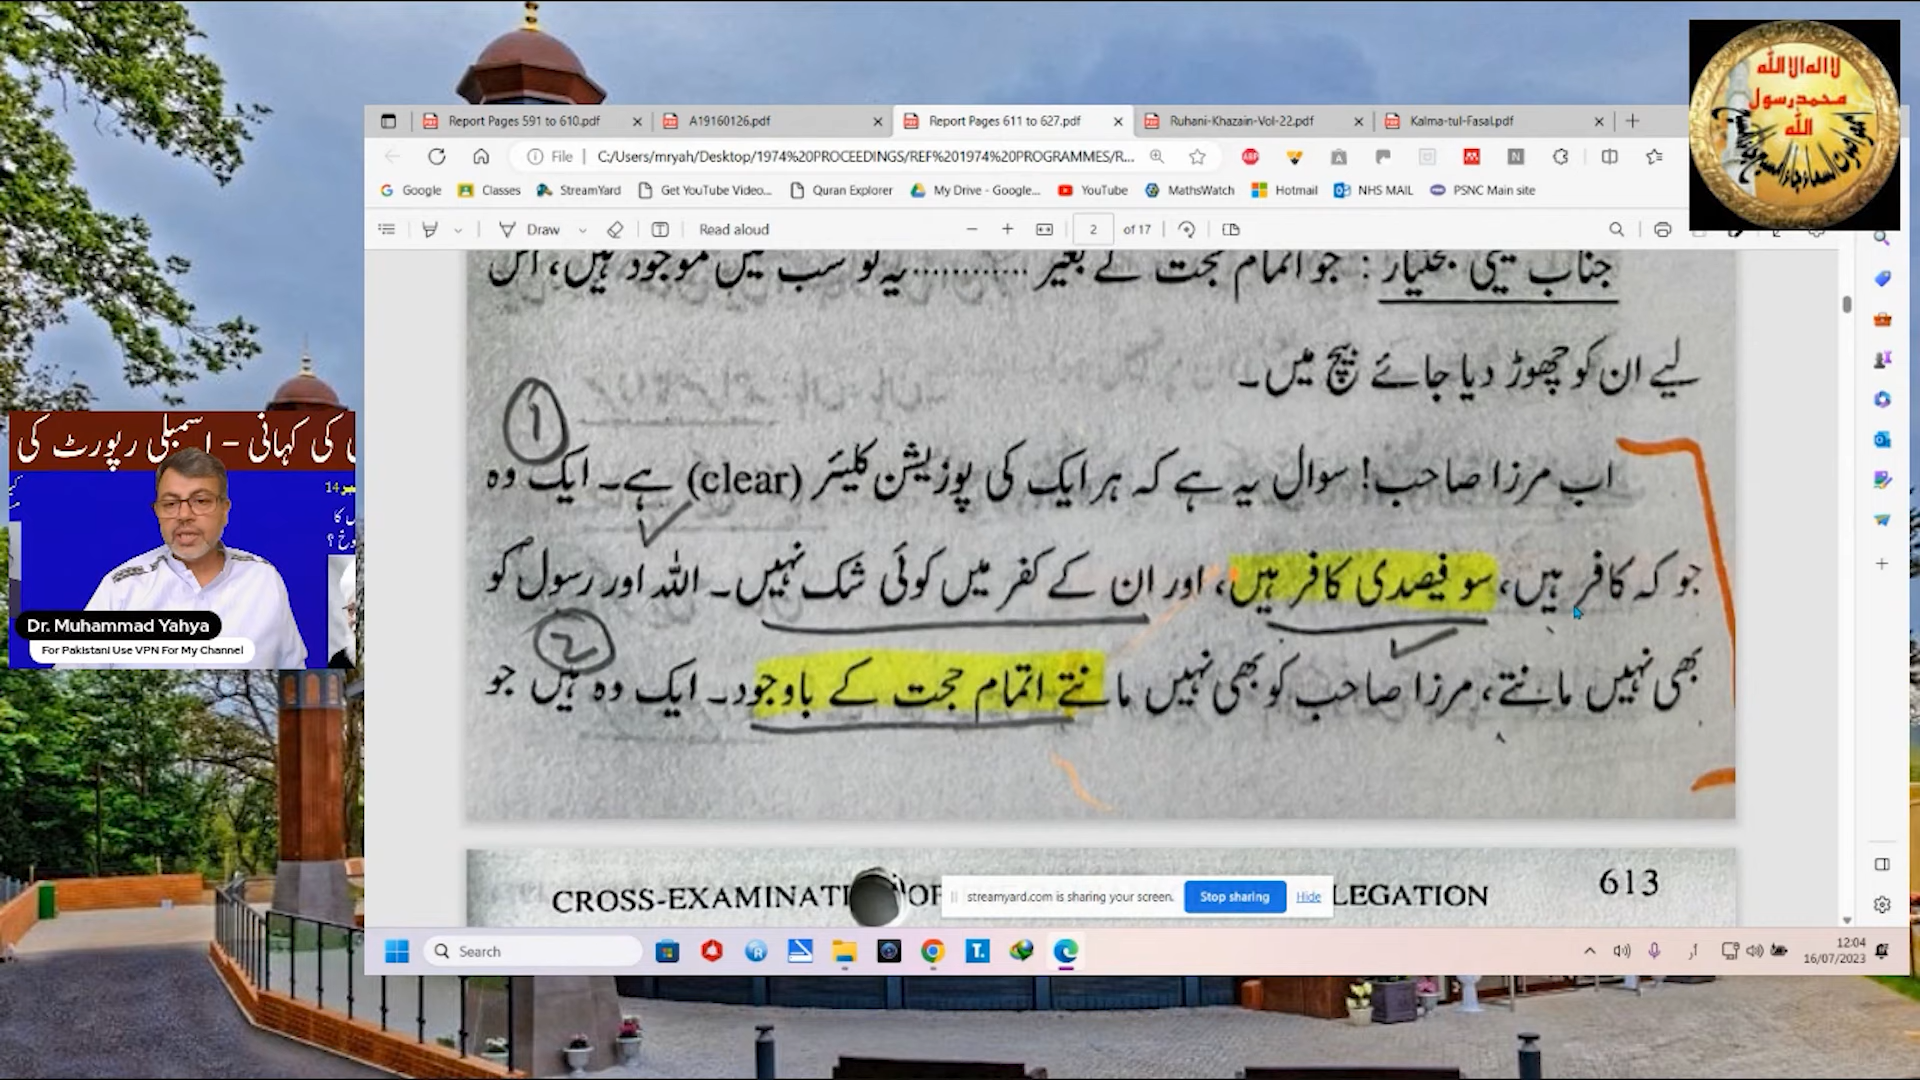 Report Pages 591 to 610.pdf
A19160126.pdf
Report Pages 611 to 627.pdf
Ruhani-Khazain-Vol-22.pdf
Kalma-tul-Fasal.pdf
File
C:/Users/mryah/Desktop/1974%20PROCEEDINGS/REF%201974%20PROGRAMMES/R...
Google
Classes
StreamYard
Get YouTube Video...
Quran Explorer
My Drive - Google...
YouTube
MathsWatch
Hotmail
NHS MAIL
PSNC Main site
Draw
Read aloud
2
of 17
لا اله الا الله
محمد رسول
الله
جناب یحییٰ بختیار : جو اتمام حجت کے بغیر ............ یہ تو سب میں موجود ہیں، اس
لیے ان کو چھوڑ دیا جائے بیچ میں۔
1
اب مرزا صاحب! سوال یہ ہے کہ ہر ایک کی پوزیشن کلیئر (clear) ہے۔ ایک وہ
جو کہ کافر ہیں، سو فیصدی کافر ہیں، اور ان کے کفر میں کوئی شک نہیں۔ اللہ اور رسول کو
2
بھی نہیں مانتے، مرزا صاحب کو بھی نہیں مانتے اتمام حجت کے باوجود۔ ایک وہ ہیں جو
613
CROSS-EXAMINATI OF LEGATION
streamyard.com is sharing your screen.
Stop sharing
Hide
کی کہانی - اسمبلی رپورٹ کی
Dr. Muhammad Yahya
For Pakistani Use VPN For My Channel
Search
12:04
16/07/2023